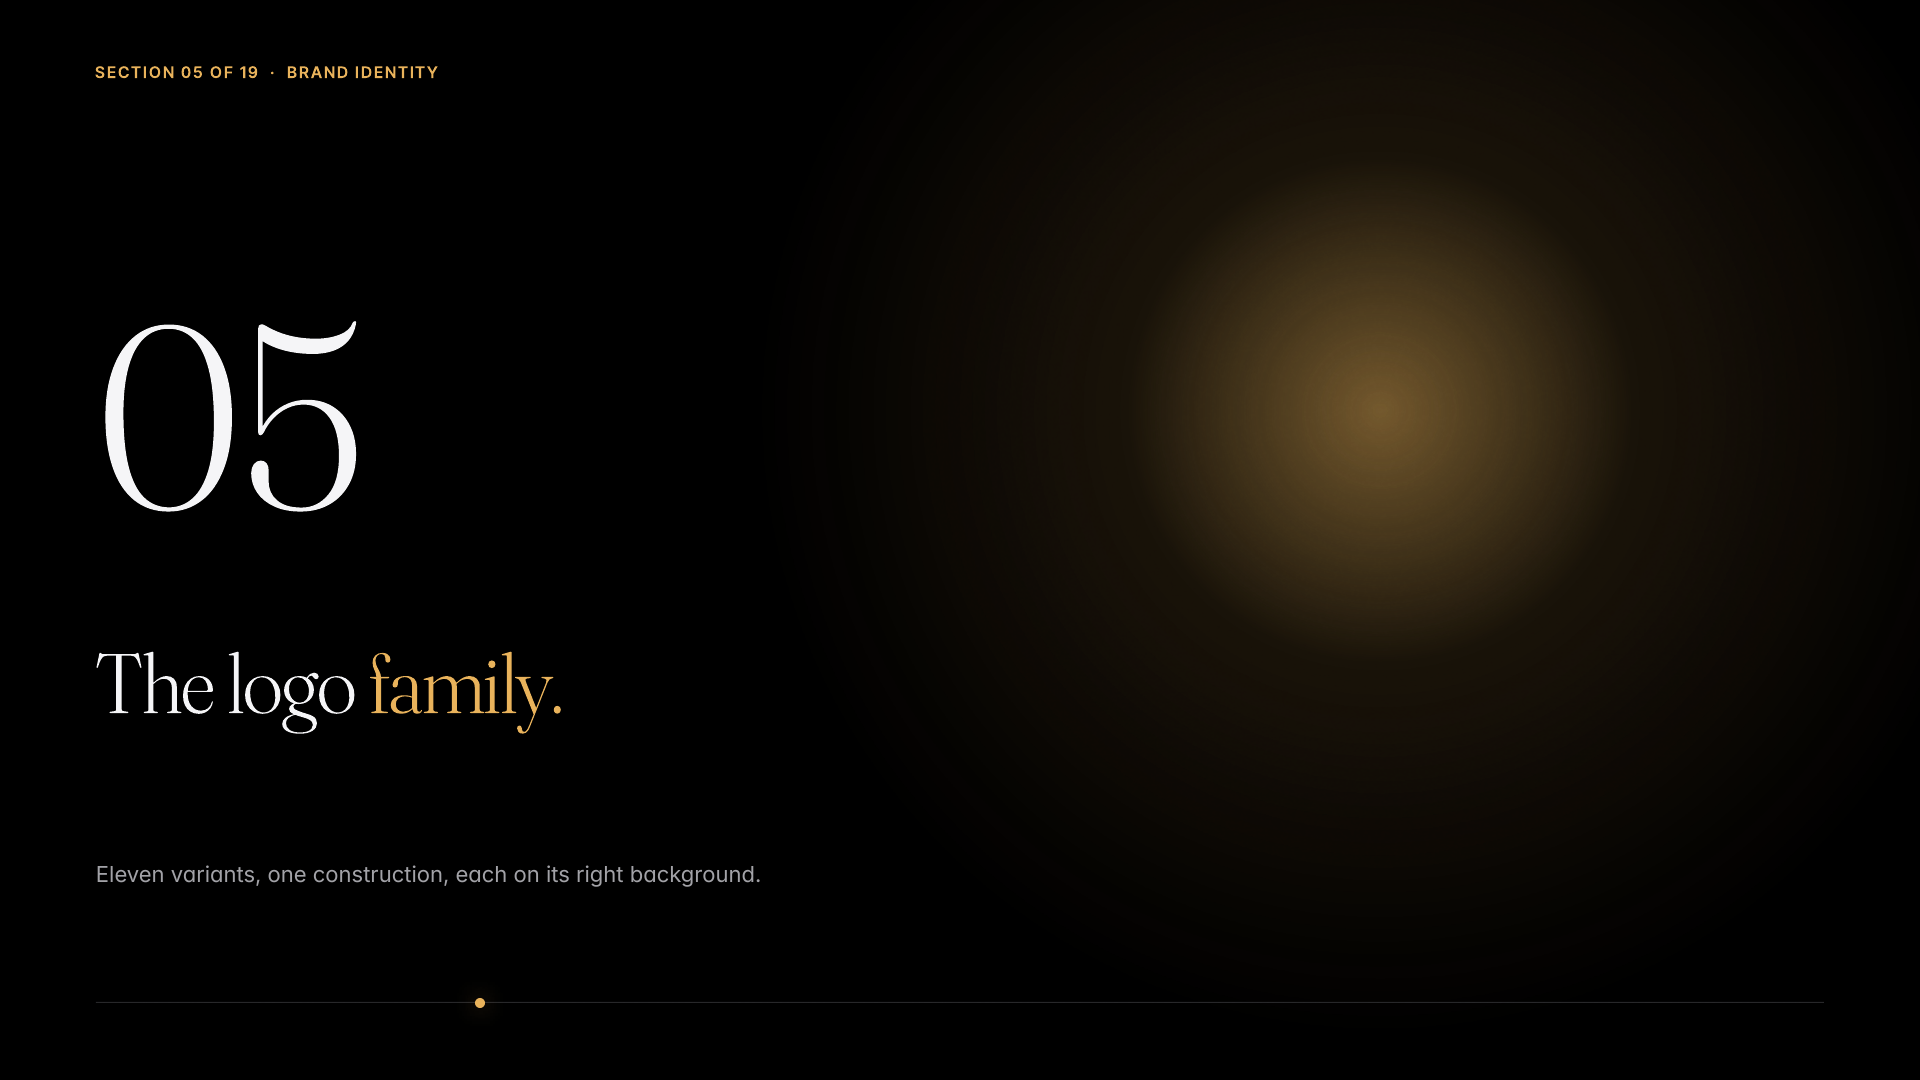 SECTION 05 OF 19 · BRAND IDENTITY
05
The logo family.
Eleven variants, one construction, each on its right background.